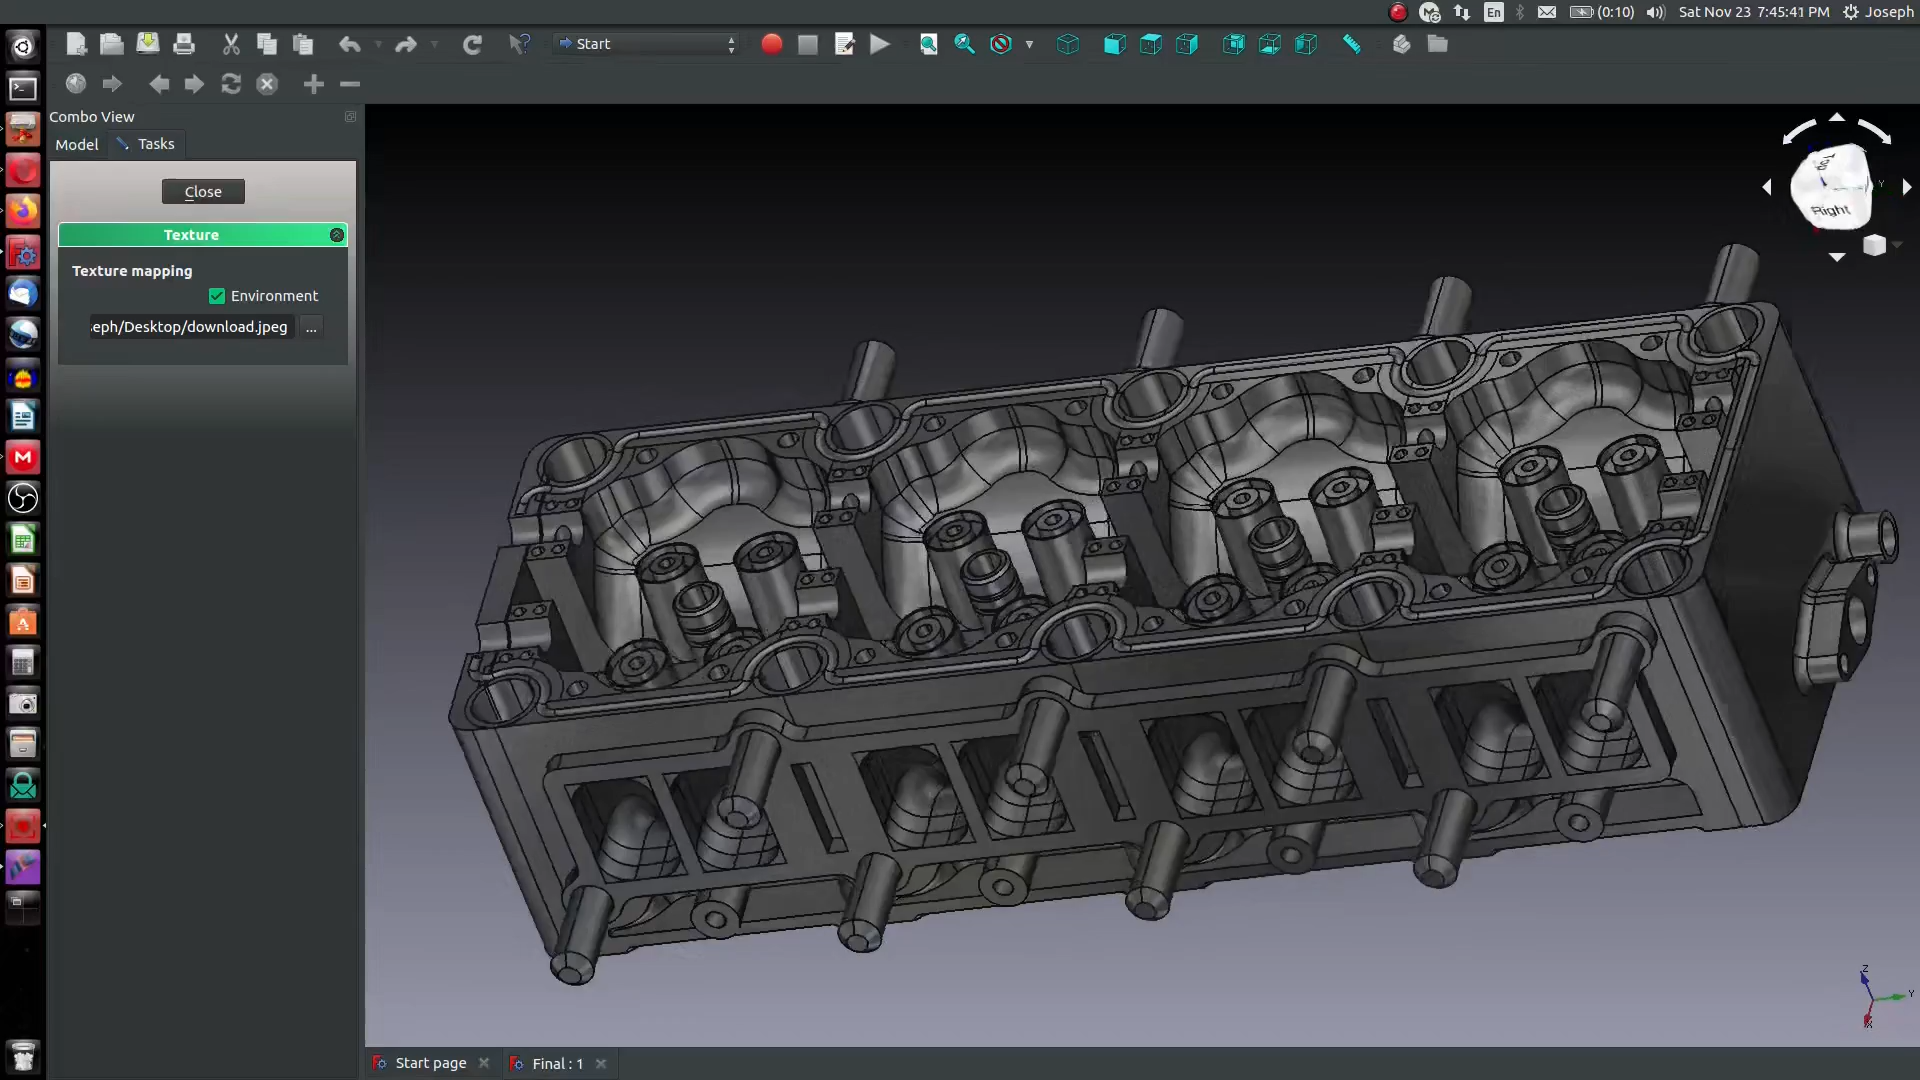 En
(0:10)
Sat Nov 23 7:45:41 PM
Joseph
Start
Combo View
Model
Tasks
Close
Texture
Texture mapping
Environment
eph/Desktop/download.jpeg
...
Top
Right
Y
Z
Y
X
Start page
Final : 1